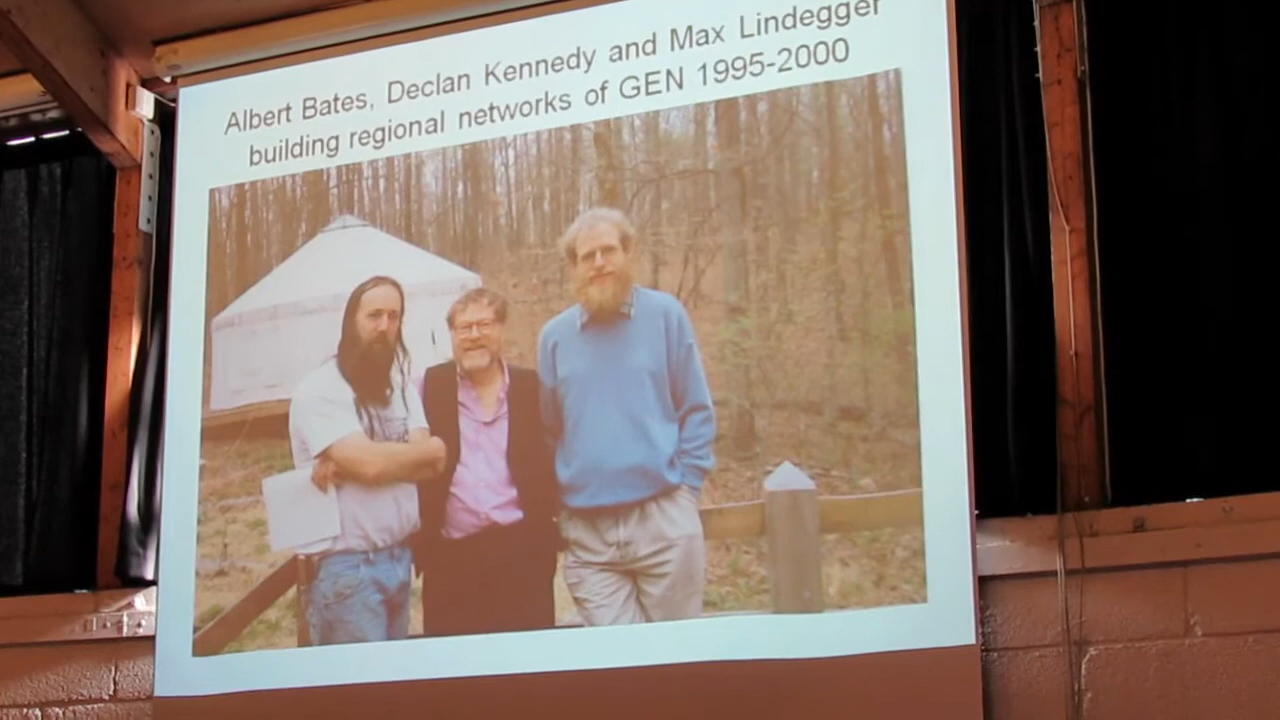 Albert Bates, Declan Kennedy and Max Lindegger
building regional networks of GEN 1995-2000